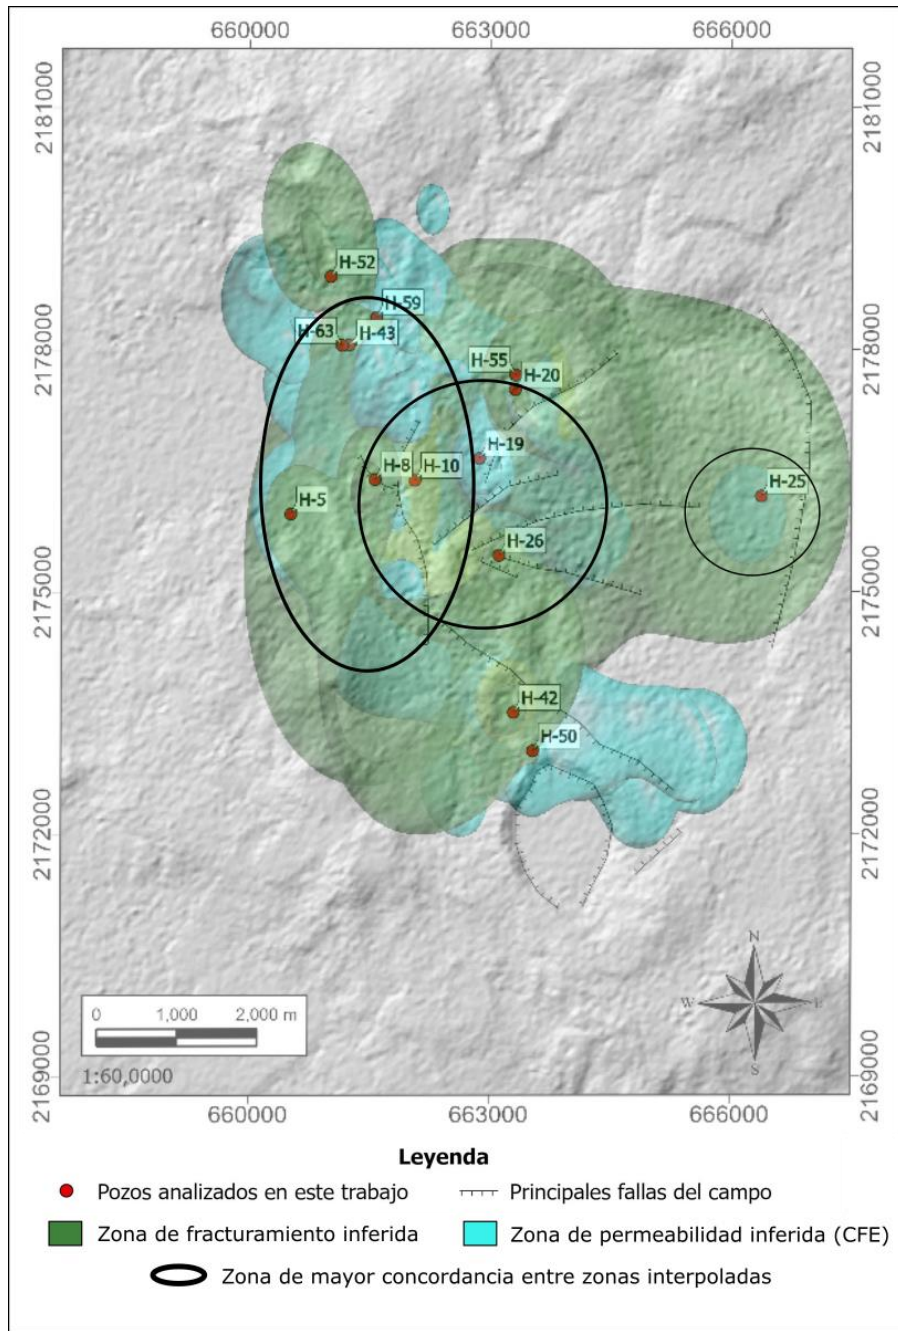 660000 663000 666000
2181000 2181000
H-52
H-59
H-63 H-43
2178000 2178000
H-55
H-20
H-19
H-8 H-10
H-25
H-5
H-26
2175000 2175000
H-42
H-50
2172000 2172000
N
W E
S
0 1,000 2,000 m
1:60,0000
2169000 2169000
660000 663000 666000
Leyenda
Pozos analizados en este trabajo Principales fallas del campo
Zona de fracturamiento inferida Zona de permeabilidad inferida (CFE)
Zona de mayor concordancia entre zonas interpoladas